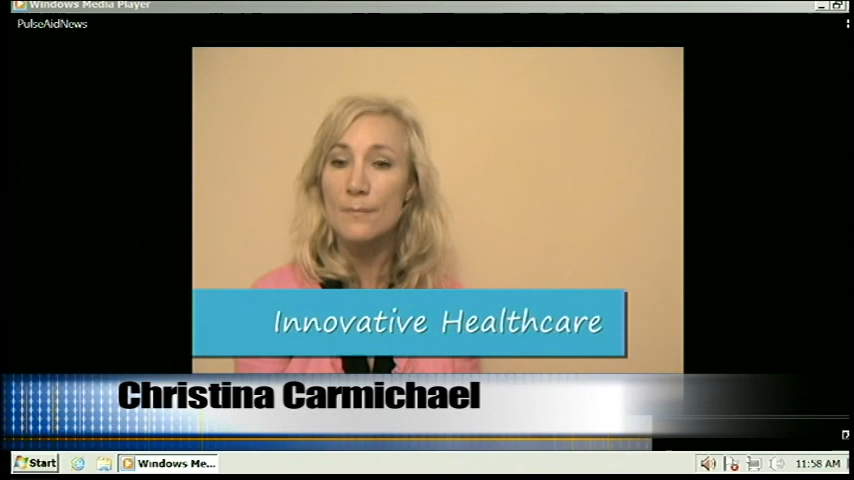 Windows Media Player
PulseAidNews
Innovative Healthcare
Christina Carmichael
Start
Windows Me...
11:58 AM